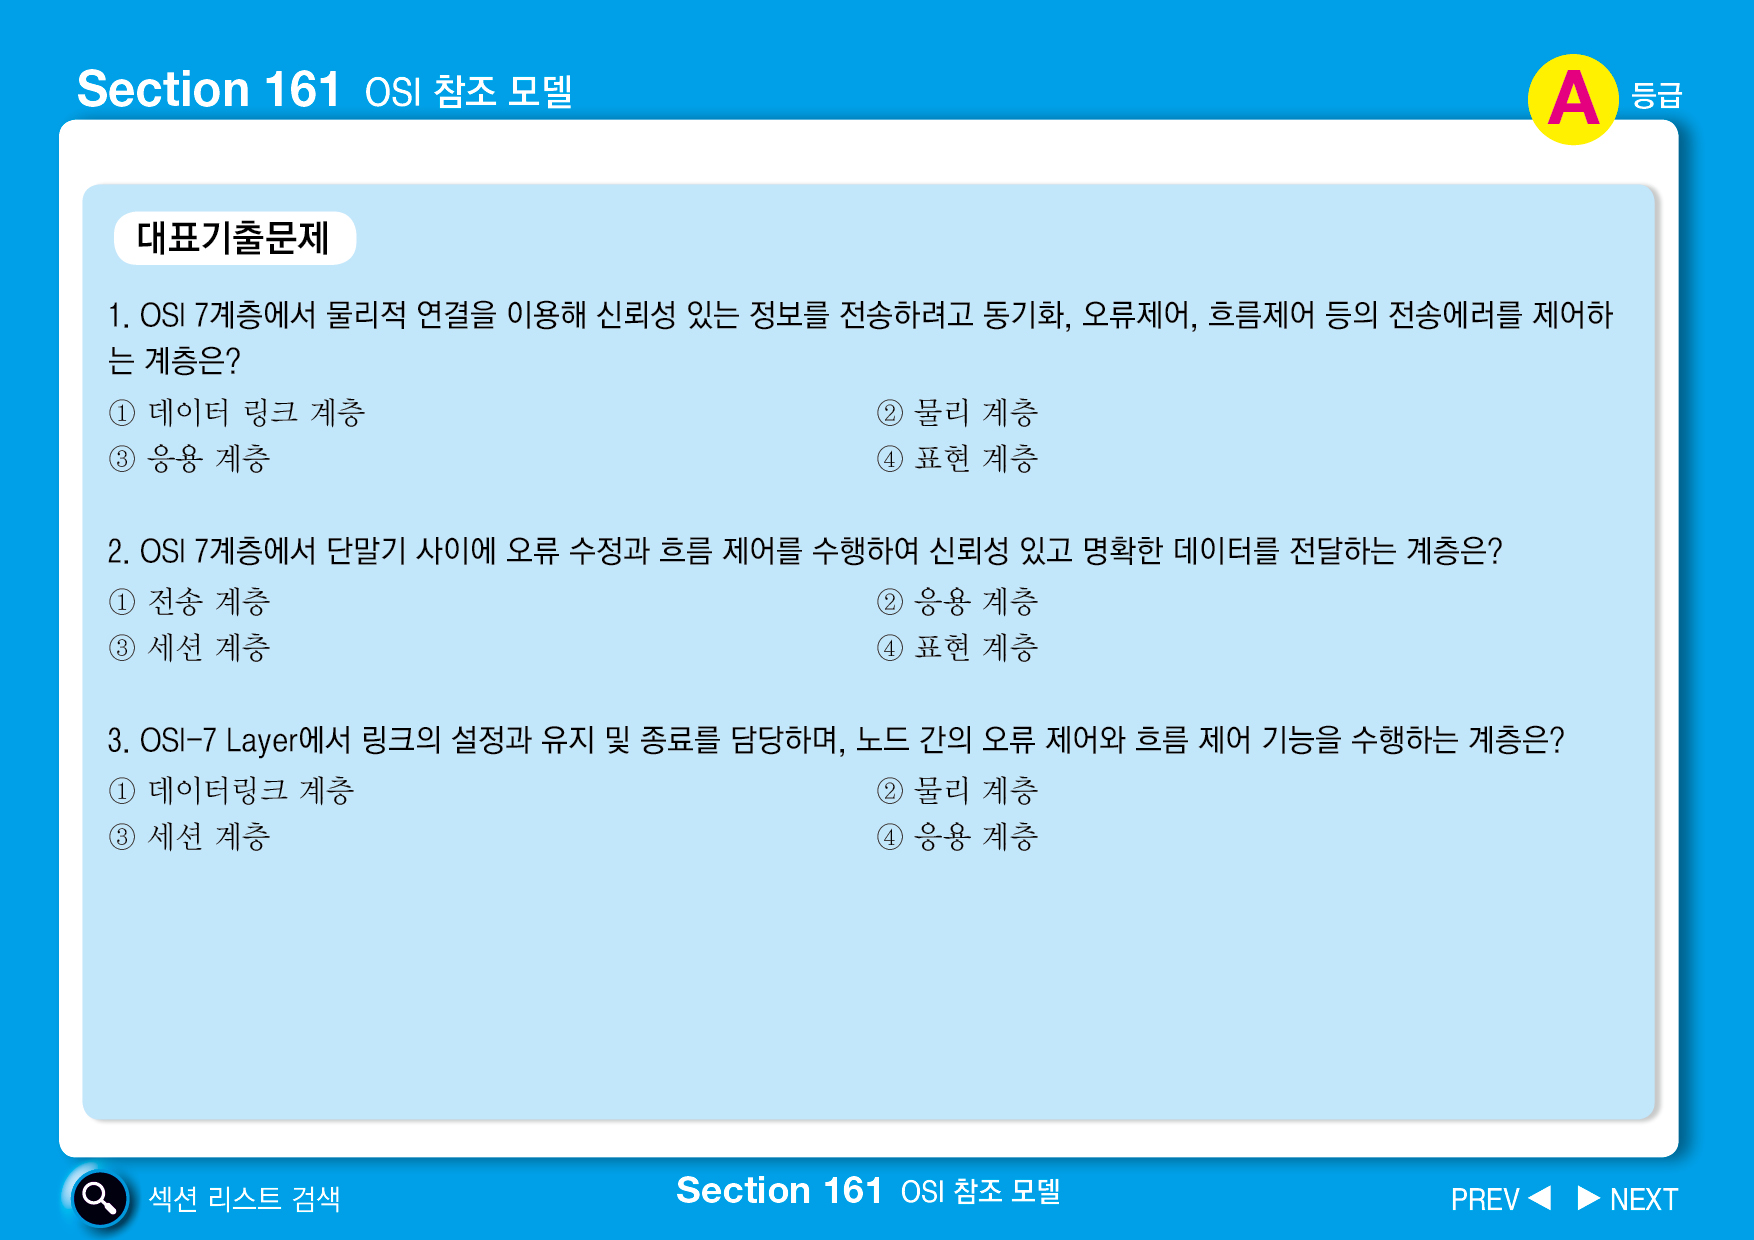 Section 161 OSI 참조 모델
A 등급
대표기출문제
1. OSI 7계층에서 물리적 연결을 이용해 신뢰성 있는 정보를 전송하려고 동기화, 오류제어, 흐름제어 등의 전송에러를 제어하
는 계층은?
① 데이터 링크 계층 ② 물리 계층
③ 응용 계층 ④ 표현 계층
2. OSI 7계층에서 단말기 사이에 오류 수정과 흐름 제어를 수행하여 신뢰성 있고 명확한 데이터를 전달하는 계층은?
① 전송 계층 ② 응용 계층
③ 세션 계층 ④ 표현 계층
3. OSI-7 Layer에서 링크의 설정과 유지 및 종료를 담당하며, 노드 간의 오류 제어와 흐름 제어 기능을 수행하는 계층은?
① 데이터링크 계층 ② 물리 계층
③ 세션 계층 ④ 응용 계층
섹션 리스트 검색
Section 161 OSI 참조 모델
PREV ◀ ▶ NEXT